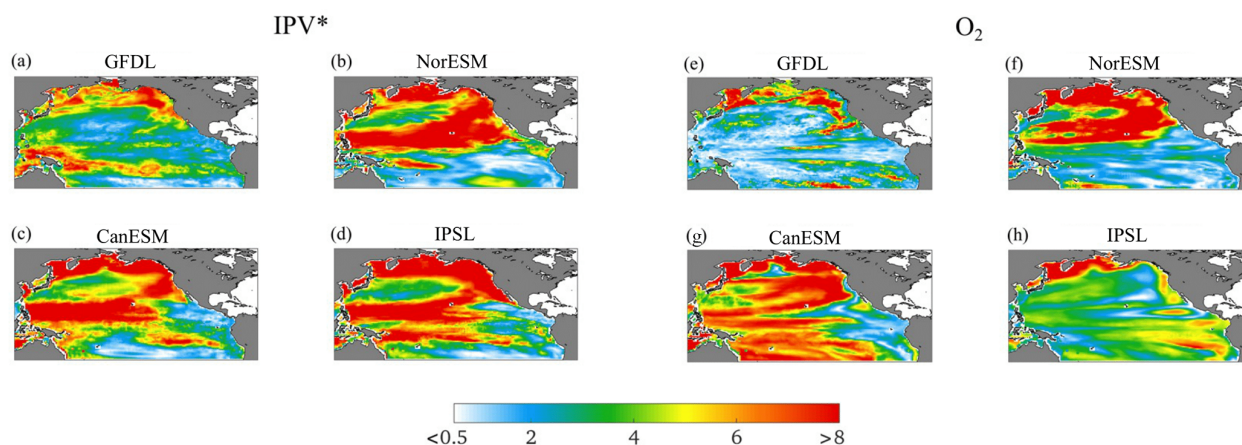 IPV* O₂
(a) GFDL (b) NorESM (e) GFDL (f) NorESM
(c) CanESM (d) IPSL (g) CanESM (h) IPSL
<0.5 2 4 6 >8